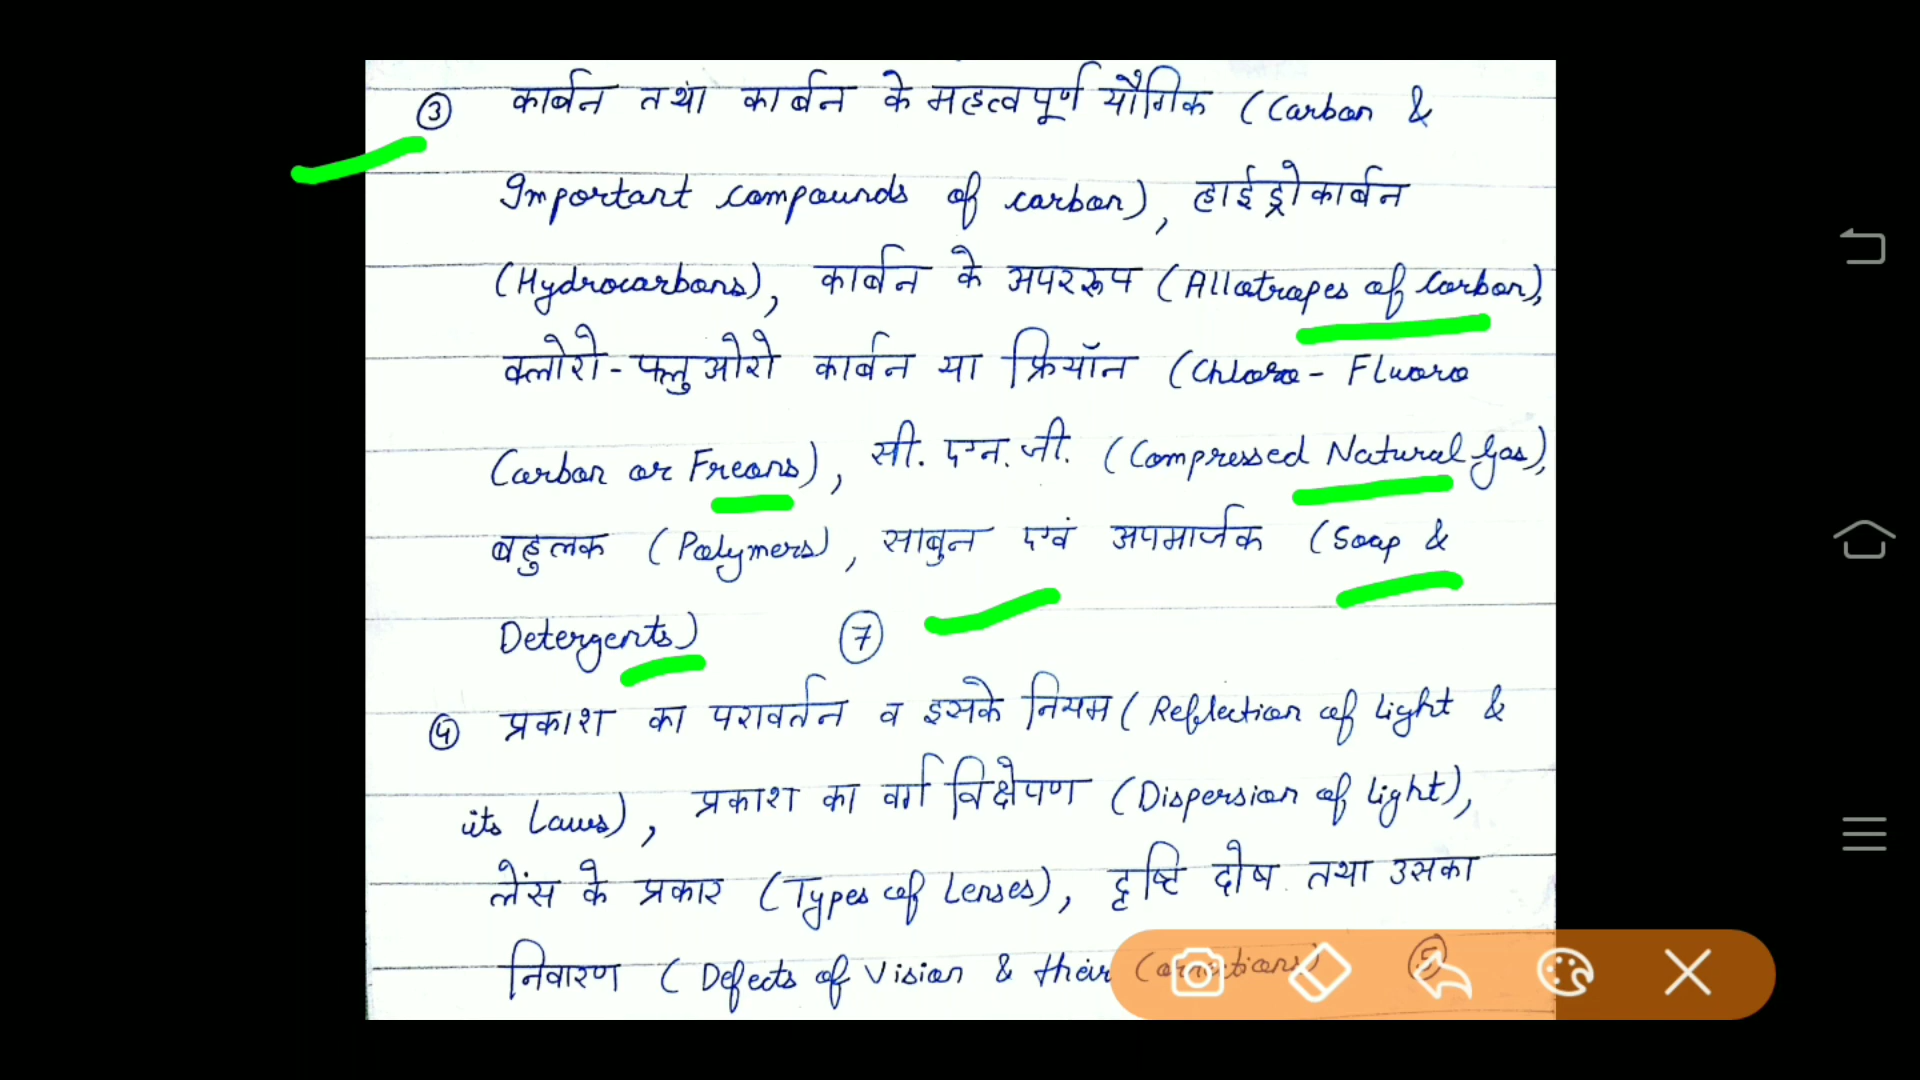 ③ कार्बन तथा कार्बन के महत्वपूर्ण यौगिक (Carbon &
Important compounds of carbon), हाईड्रोकार्बन
(Hydrocarbons), कार्बन के अपररूप (Allotropes of Carbon),
क्लोरो-फ्लुओरो कार्बन या फ्रियॉन (Chloro-Fluoro
Carbon or Freons), सी. एन. जी. (Compressed Natural Gas),
बहुलक (Polymers), साबुन एवं अपमार्जक (Soap &
Detergents) ⑦
④ प्रकाश का परावर्तन व इसके नियम (Reflection of light &
its Laws), प्रकाश का वर्ण विक्षेपण (Dispersion of light),
लेंस के प्रकार (Types of Lenses), दृष्टि दोष तथा उसका
निवारण (Defects of Vision & their Corrections) ⑤